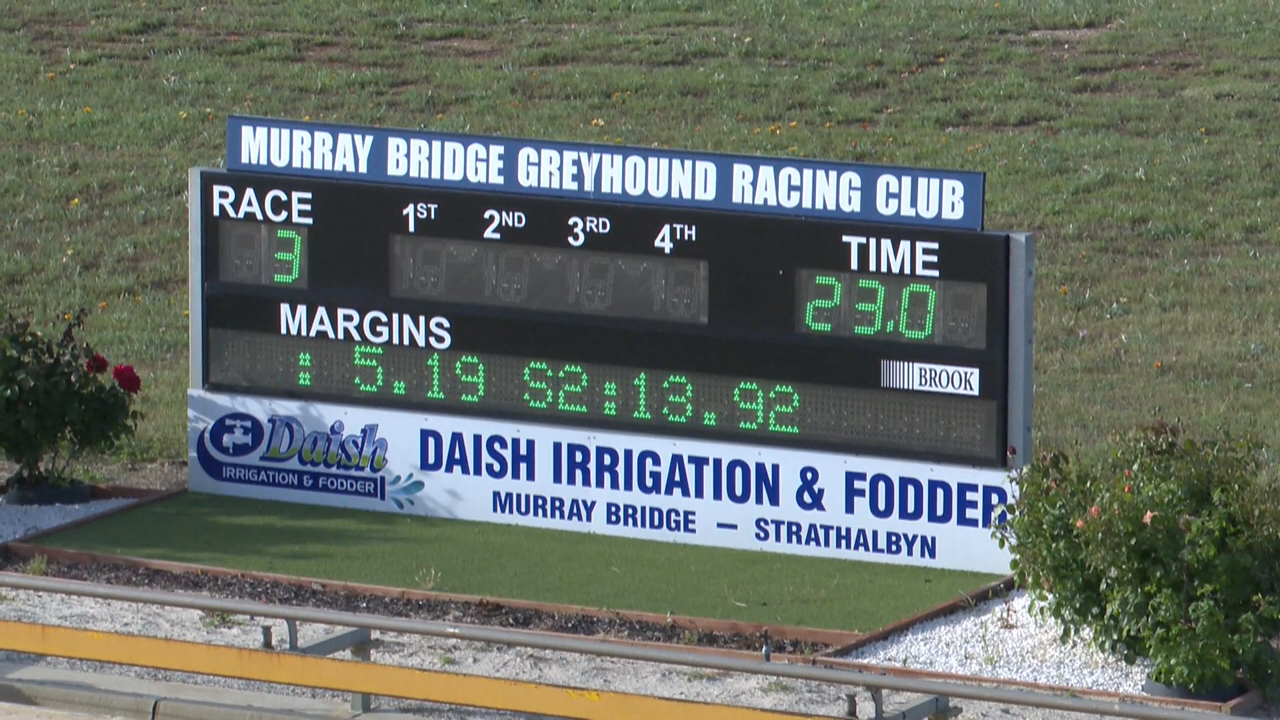 MURRAY BRIDGE GREYHOUND RACING CLUB
RACE 1ST 2ND 3RD 4TH TIME
3 23.0
MARGINS
: 5.19 S2:13.92
BROOK
Daish
IRRIGATION & FODDER
DAISH IRRIGATION & FODDER
MURRAY BRIDGE — STRATHALBYN